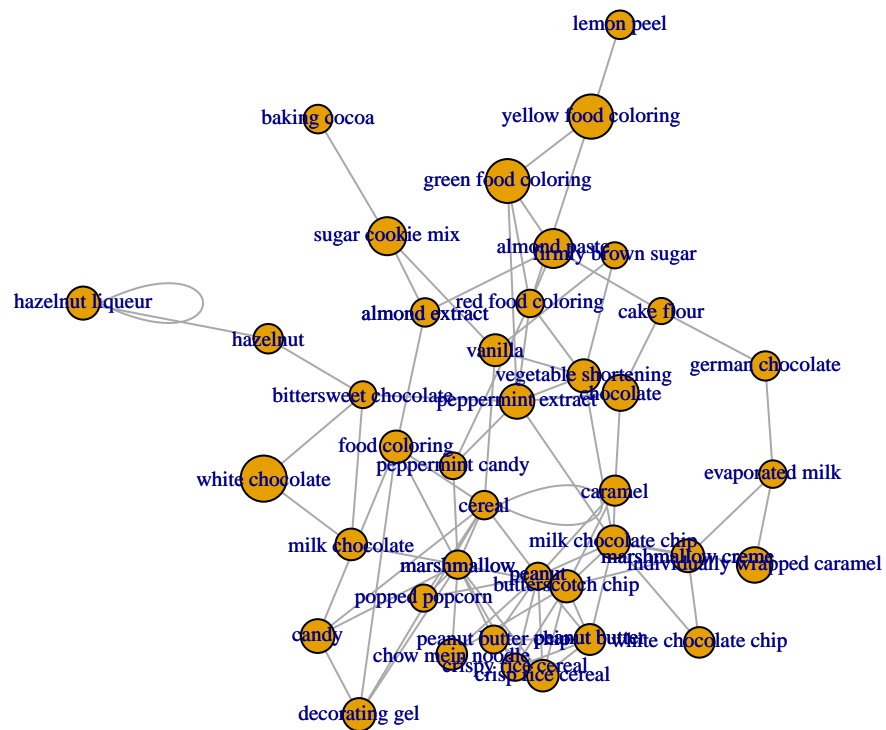 lemon peel
baking cocoa
yellow food coloring
green food coloring
sugar cookie mix
almond paste
firmly brown sugar
hazelnut liqueur
almond extract
red food coloring
cake flour
hazelnut
vanilla
german chocolate
vegetable shortening
bittersweet chocolate
peppermint extract
chocolate
food coloring
peppermint candy
white chocolate
evaporated milk
caramel
cereal
milk chocolate
milk chocolate chip
marshmallow creme
individually wrapped caramel
marshmallow
peanut
butterscotch chip
popped popcorn
candy
peanut butter chip
peanut butter
white chocolate chip
chow mein noodle
crispy rice cereal
crisp rice cereal
decorating gel